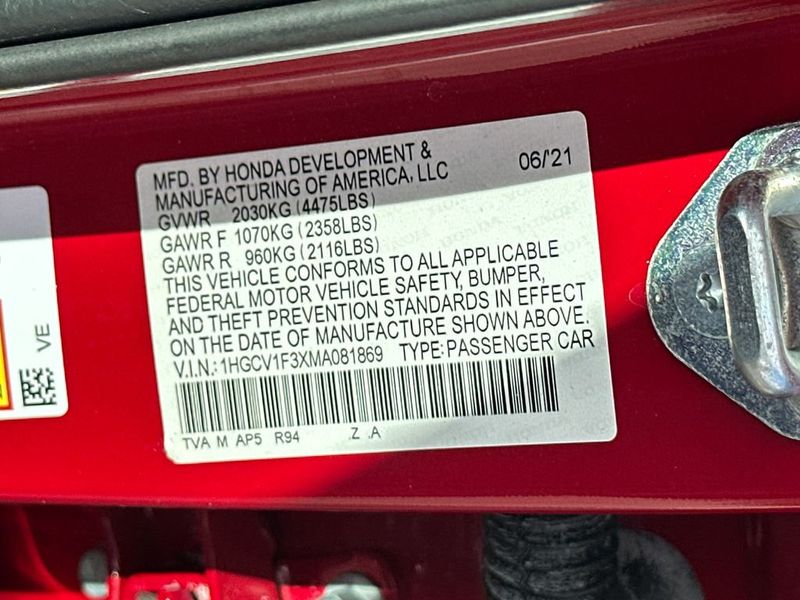 MFD. BY HONDA DEVELOPMENT &
MANUFACTURING OF AMERICA, LLC 06/'21
GVWR 2030KG (4475LBS)
GAWR F 1070KG (2358LBS)
GAWR R 960KG (2116LBS)
THIS VEHICLE CONFORMS TO ALL APPLICABLE
FEDERAL MOTOR VEHICLE SAFETY, BUMPER,
AND THEFT PREVENTION STANDARDS IN EFFECT
ON THE DATE OF MANUFACTURE SHOWN ABOVE.
V.I.N.:1HGCV1F3XMA081869 TYPE:PASSENGER CAR
TVA M AP5 R94 .Z .A
VE